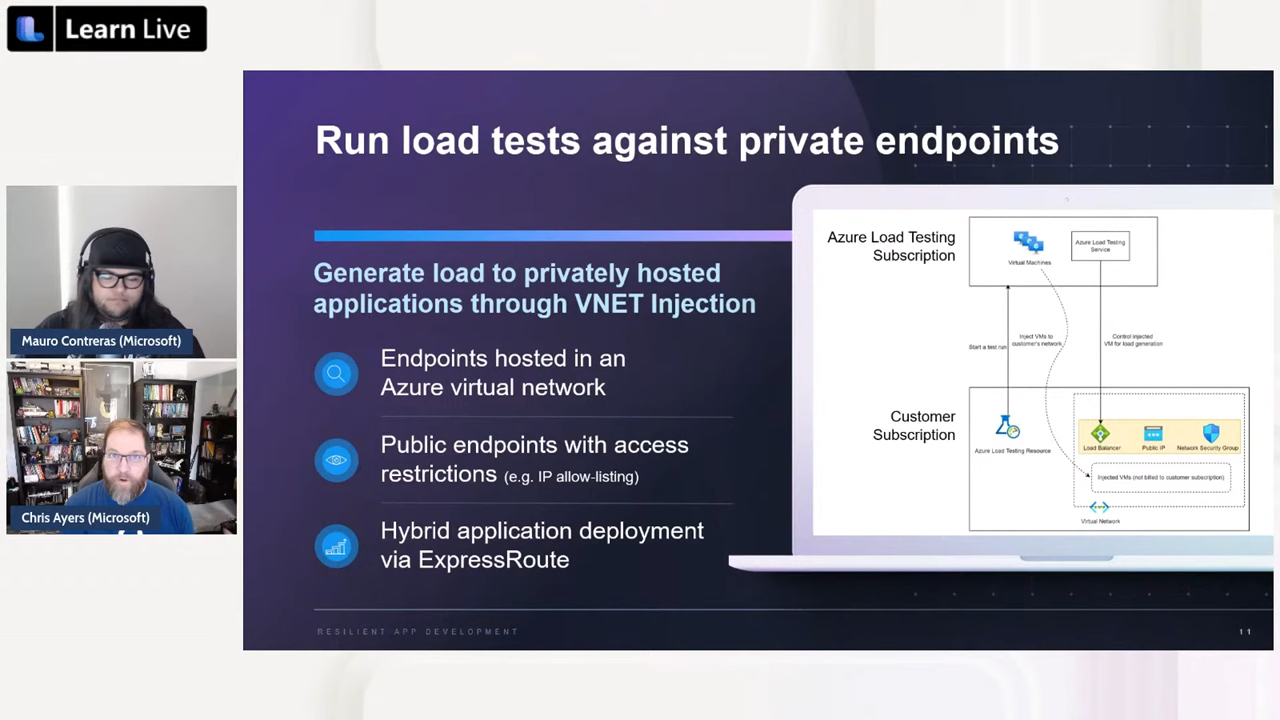 Learn Live
Run load tests against private endpoints
Generate load to privately hosted
applications through VNET Injection
Endpoints hosted in an
Azure virtual network
Public endpoints with access
restrictions (e.g. IP allow-listing)
Hybrid application deployment
via ExpressRoute
Azure Load Testing
Subscription
Virtual Machines
Azure Load Testing
Service
Start a test run
Inject VMs to
customer's network
Control injected
VM for load generation
Customer
Subscription
Azure Load Testing Resource
Load Balancer
Public IP
Network Security Group
Injected VMs (not billed to customer subscription)
Virtual Network
Mauro Contreras (Microsoft)
Chris Ayers (Microsoft)
RESILIENT APP DEVELOPMENT
11